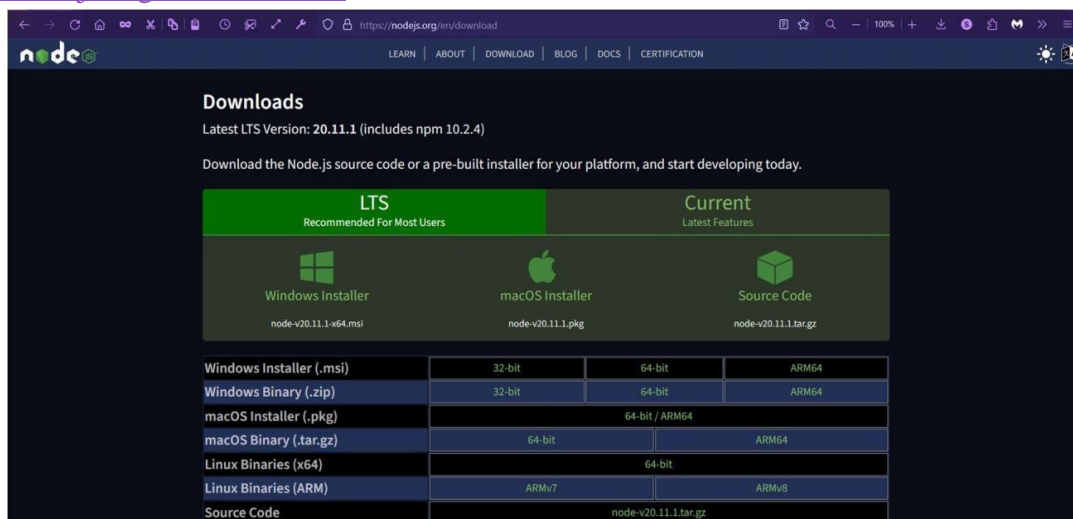 https://nodejs.org/en/download
100%
node JS
LEARN | ABOUT | DOWNLOAD | BLOG | DOCS | CERTIFICATION
Downloads
Latest LTS Version: 20.11.1 (includes npm 10.2.4)
Download the Node.js source code or a pre-built installer for your platform, and start developing today.
LTS
Recommended For Most Users
Current
Latest Features
Windows Installer
node-v20.11.1-x64.msi
macOS Installer
node-v20.11.1.pkg
Source Code
node-v20.11.1.tar.gz
Windows Installer (.msi) 32-bit 64-bit ARM64
Windows Binary (.zip) 32-bit 64-bit ARM64
macOS Installer (.pkg) 64-bit / ARM64
macOS Binary (.tar.gz) 64-bit ARM64
Linux Binaries (x64) 64-bit
Linux Binaries (ARM) ARMv7 ARMv8
Source Code node-v20.11.1.tar.gz